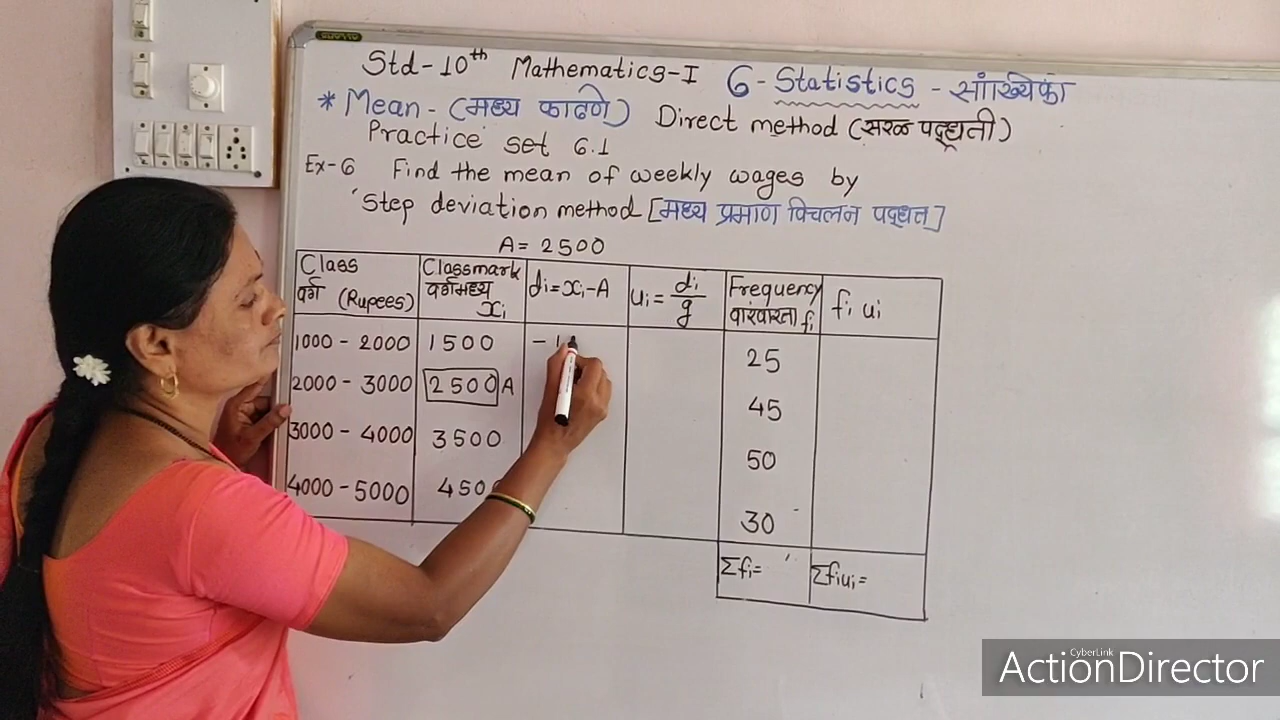 Std-10th Mathematics-I 6-Statistics - सांख्यिकी
* Mean - (मध्य काढणे) Direct method (सरळ पद्धती)
Practice set 6.1
Ex-6 Find the mean of weekly wages by
Step deviation method [मध्य प्रमाण विचलन पद्धत]
A = 2500
Class वर्ग (Rupees) Classmark वर्गमध्य xi di = xi - A ui = di/g Frequency वारंवारता fi fi ui
1000 - 2000 1500 - 1 25
2000 - 3000 2500 A 45
3000 - 4000 3500 50
4000 - 5000 450 30
Σfi = Σfiui =
CyberLink
ActionDirector